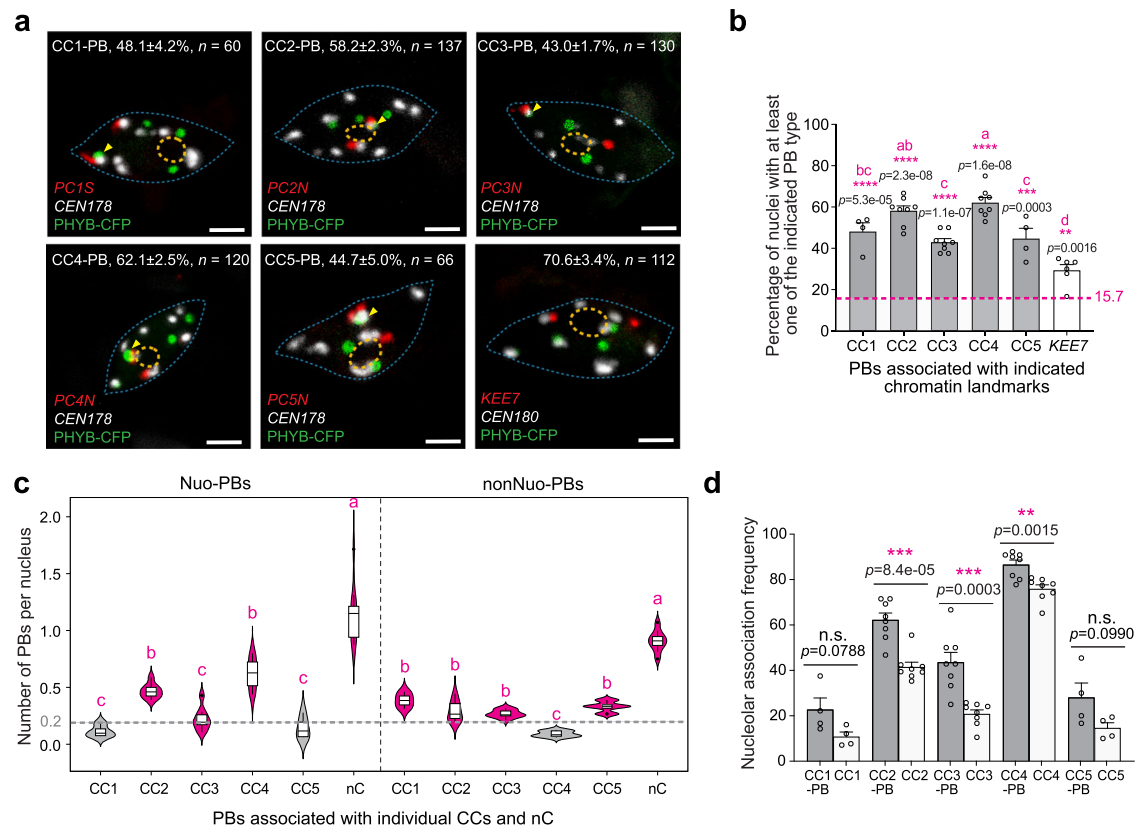 a
CC1-PB, 48.1±4.2%, n = 60
PC1S
CEN178
PHYB-CFP
CC2-PB, 58.2±2.3%, n = 137
PC2N
CEN178
PHYB-CFP
CC3-PB, 43.0±1.7%, n = 130
PC3N
CEN178
PHYB-CFP
CC4-PB, 62.1±2.5%, n = 120
PC4N
CEN178
PHYB-CFP
CC5-PB, 44.7±5.0%, n = 66
PC5N
CEN178
PHYB-CFP
70.6±3.4%, n = 112
KEE7
CEN180
PHYB-CFP
b
Percentage of nuclei with at least
one of the indicated PB type
100
80
60
40
20
0
bc
****
p=5.3e-05
ab
****
p=2.3e-08
c
****
p=1.1e-07
a
****
p=1.6e-08
c
***
p=0.0003
d
**
p=0.0016
15.7
CC1 CC2 CC3 CC4 CC5 KEE7
PBs associated with indicated
chromatin landmarks
c
Nuo-PBs nonNuo-PBs
Number of PBs per nucleus
2.0
1.5
1.0
0.5
0.2
0.0
c b c b c a b b b c b a
CC1 CC2 CC3 CC4 CC5 nC CC1 CC2 CC3 CC4 CC5 nC
PBs associated with individual CCs and nC
d
Nucleolar association frequency
100
80
60
40
20
0
n.s.
p=0.0788
***
p=8.4e-05
***
p=0.0003
**
p=0.0015
n.s.
p=0.0990
CC1 CC1 CC2 CC2 CC3 CC3 CC4 CC4 CC5 CC5
-PB -PB -PB -PB -PB